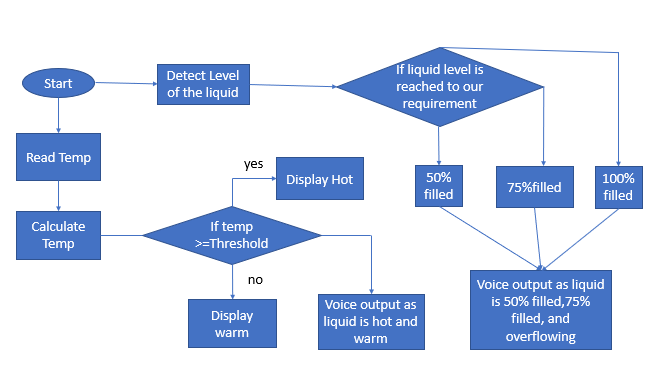 Start
Detect Level
of the liquid
If liquid level is
reached to our
requirement
Read Temp
yes
Display Hot
50%
filled
75%filled
100%
filled
Calculate
Temp
If temp
>=Threshold
no
Display
warm
Voice output as
liquid is hot and
warm
Voice output as liquid
is 50% filled,75%
filled, and
overflowing